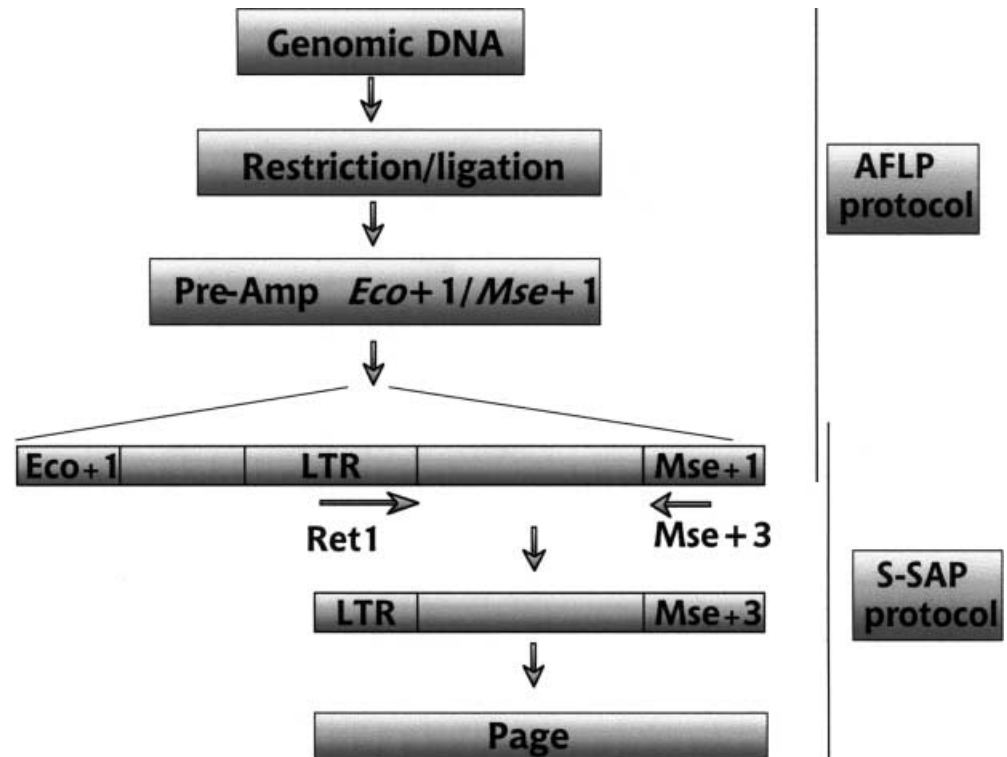 Genomic DNA
Restriction/ligation
AFLP
protocol
Pre-Amp Eco+1/Mse+1
Eco+1 LTR Mse+1
Ret1 Mse+3
S-SAP
protocol
LTR Mse+3
Page